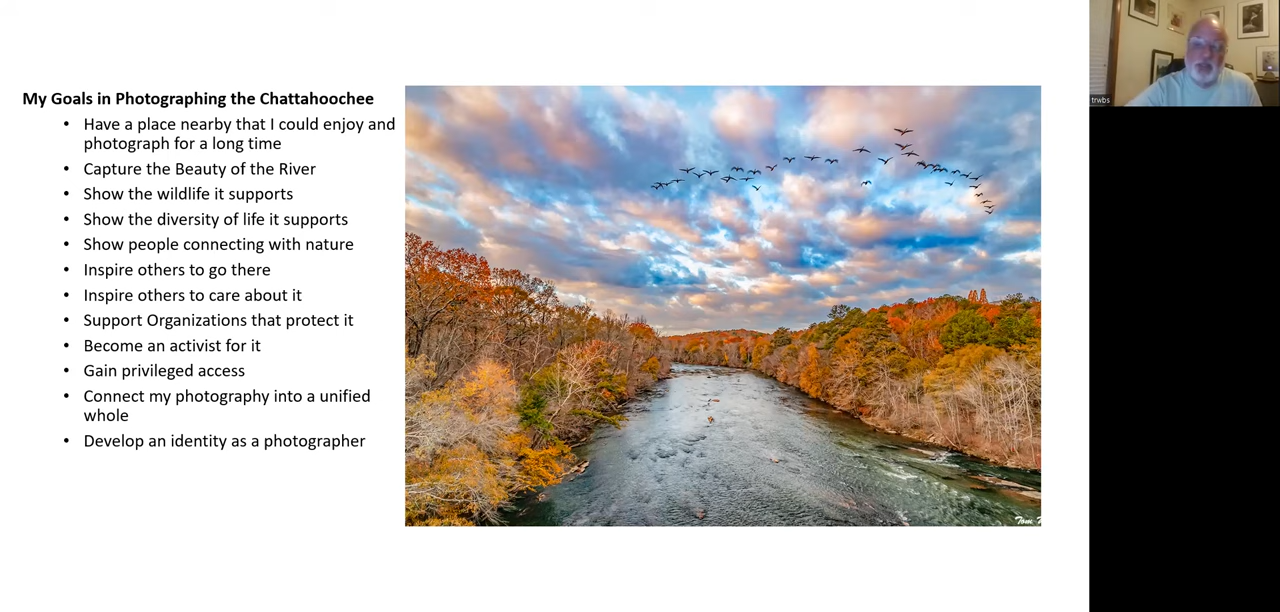 My Goals in Photographing the Chattahoochee
• Have a place nearby that I could enjoy and
photograph for a long time
• Capture the Beauty of the River
• Show the wildlife it supports
• Show the diversity of life it supports
• Show people connecting with nature
• Inspire others to go there
• Inspire others to care about it
• Support Organizations that protect it
• Become an activist for it
• Gain privileged access
• Connect my photography into a unified
whole
• Develop an identity as a photographer
Tom
trwbs